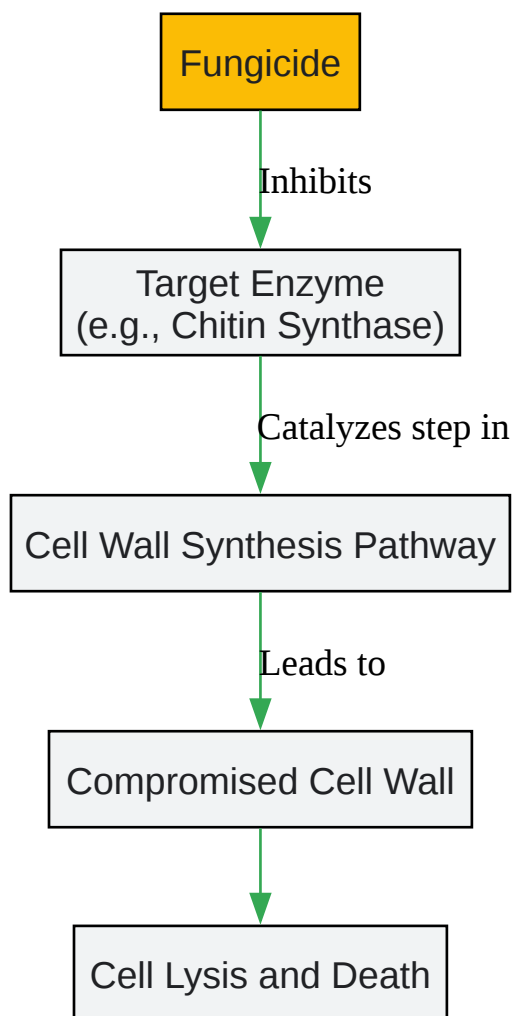 Fungicide
Inhibits
Target Enzyme
(e.g., Chitin Synthase)
Catalyzes step in
Cell Wall Synthesis Pathway
Leads to
Compromised Cell Wall
Cell Lysis and Death